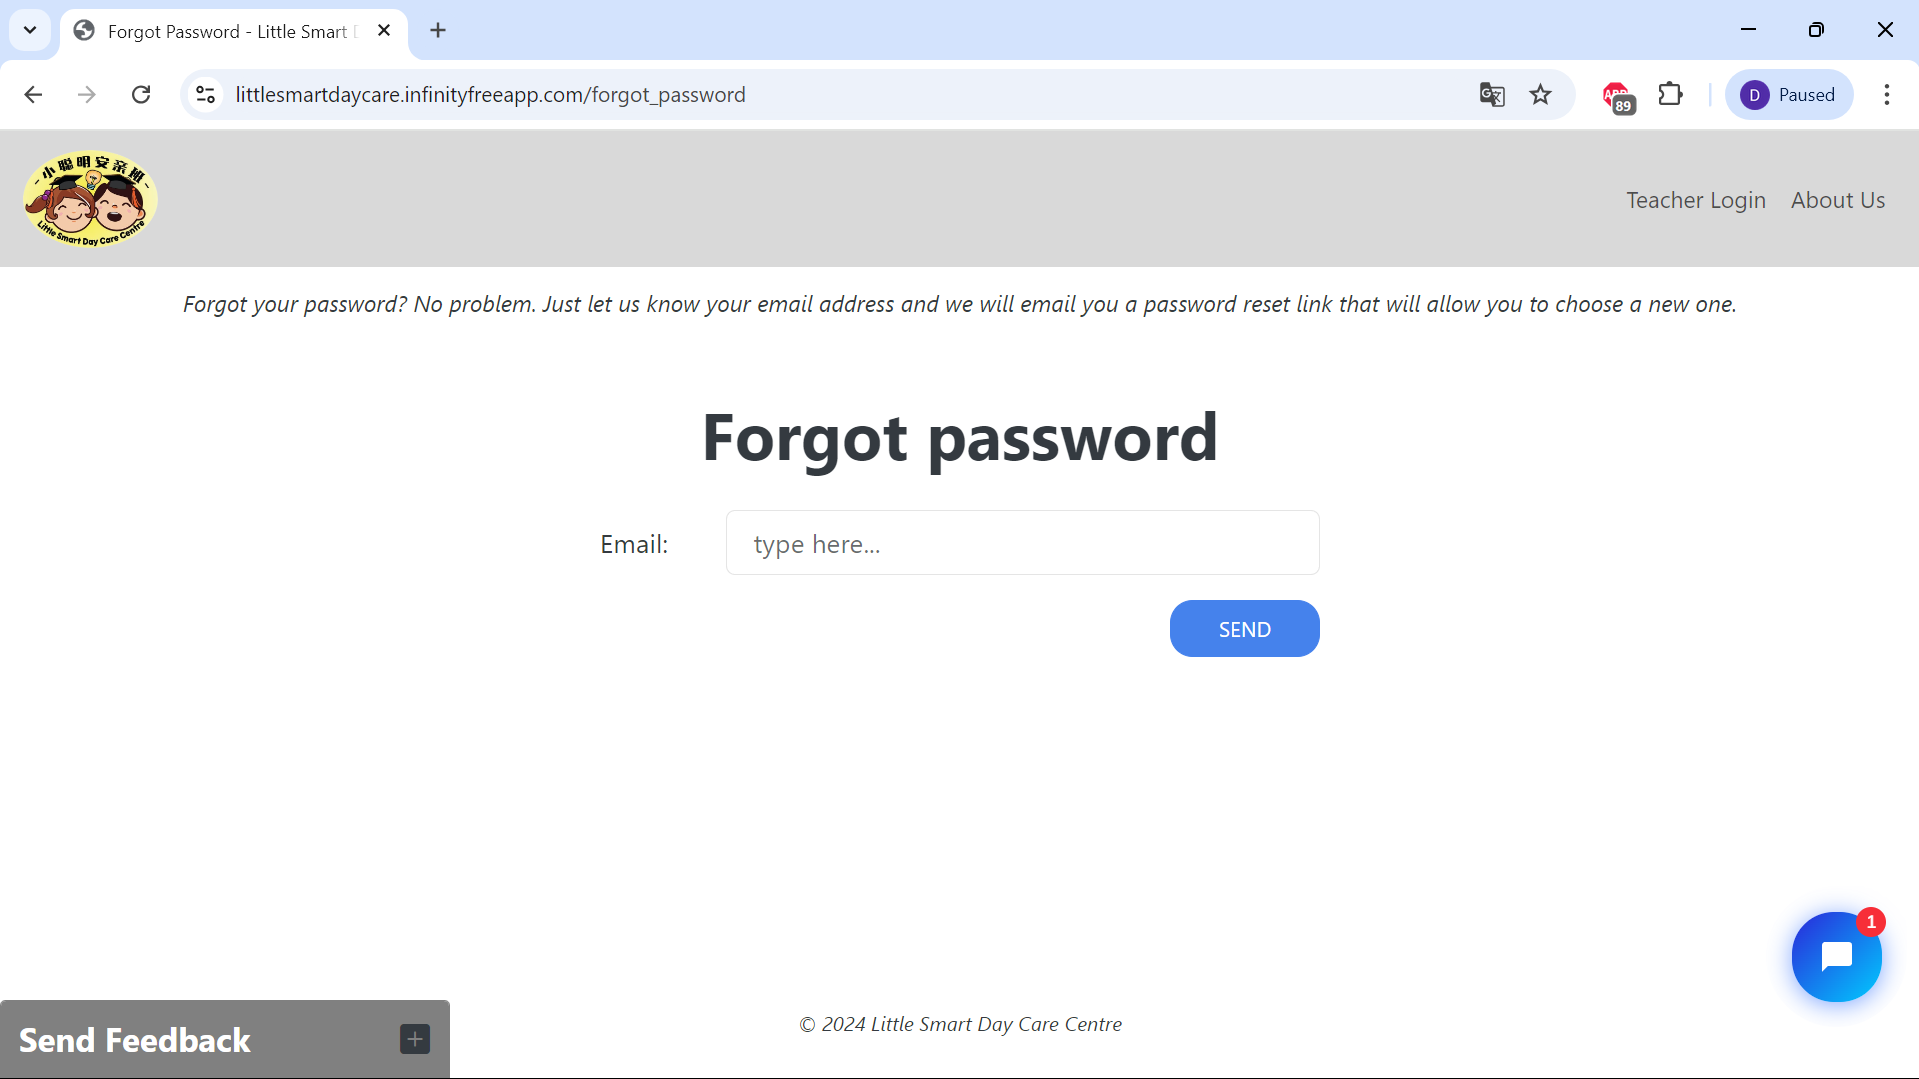 Forgot Password - Little Smart
littlesmartdaycare.infinityfreeapp.com/forgot_password
ABP
89
D
Paused
小聪明安亲班
Little Smart Day Care Centre
Teacher Login
About Us
Forgot your password? No problem. Just let us know your email address and we will email you a password reset link that will allow you to choose a new one.
Forgot password
Email:
type here...
SEND
1
Send Feedback
© 2024 Little Smart Day Care Centre